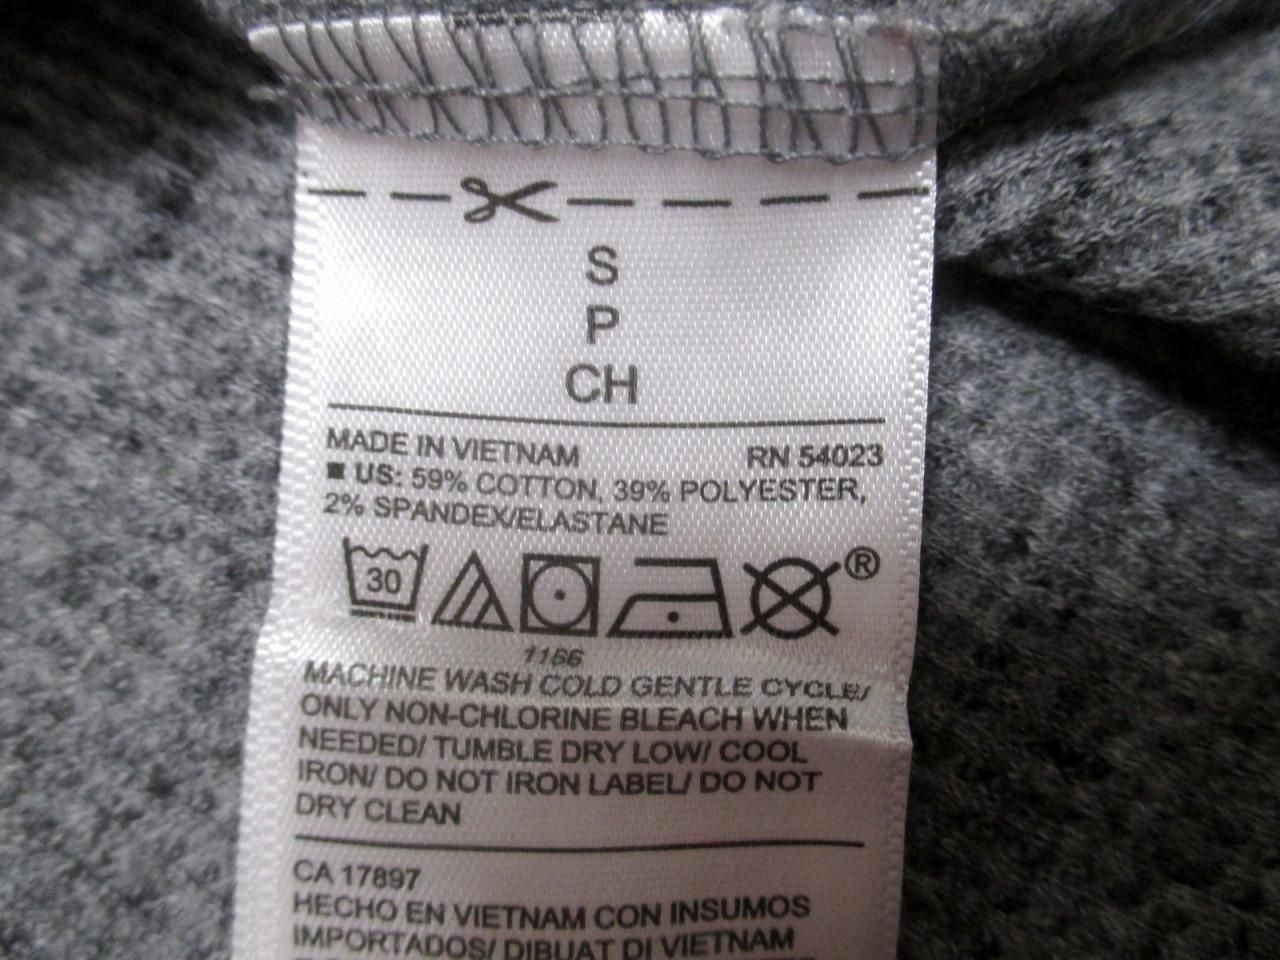 S
P
CH
MADE IN VIETNAM RN 54023
■ US: 59% COTTON, 39% POLYESTER,
2% SPANDEX/ELASTANE
30 ®
1166
MACHINE WASH COLD GENTLE CYCLE/
ONLY NON-CHLORINE BLEACH WHEN
NEEDED/ TUMBLE DRY LOW/ COOL
IRON/ DO NOT IRON LABEL/ DO NOT
DRY CLEAN
CA 17897
HECHO EN VIETNAM CON INSUMOS
IMPORTADOS/ DIBUAT DI VIETNAM